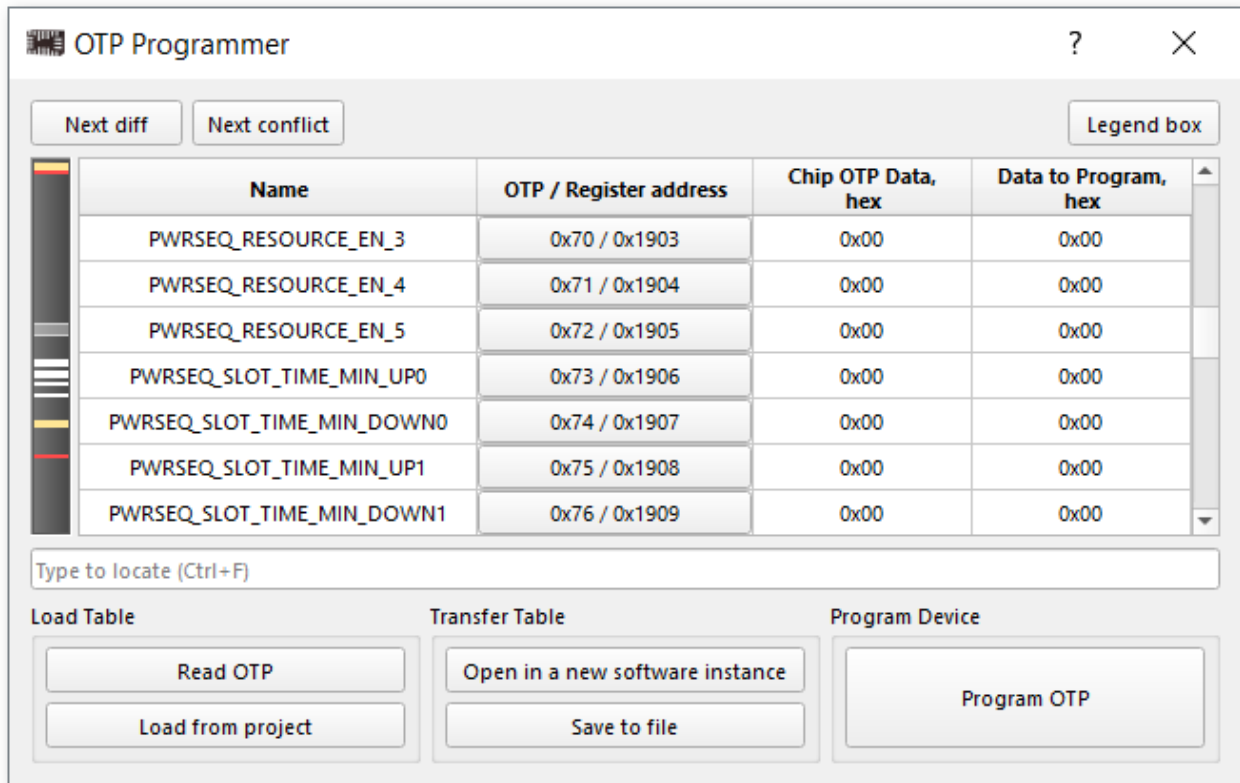 OTP Programmer
?
Next diff
Next conflict
Legend box
Name
OTP / Register address
Chip OTP Data,
hex
Data to Program,
hex
PWRSEQ_RESOURCE_EN_3 0x70 / 0x1903 0x00 0x00
PWRSEQ_RESOURCE_EN_4 0x71 / 0x1904 0x00 0x00
PWRSEQ_RESOURCE_EN_5 0x72 / 0x1905 0x00 0x00
PWRSEQ_SLOT_TIME_MIN_UP0 0x73 / 0x1906 0x00 0x00
PWRSEQ_SLOT_TIME_MIN_DOWN0 0x74 / 0x1907 0x00 0x00
PWRSEQ_SLOT_TIME_MIN_UP1 0x75 / 0x1908 0x00 0x00
PWRSEQ_SLOT_TIME_MIN_DOWN1 0x76 / 0x1909 0x00 0x00
Type to locate (Ctrl+F)
Load Table
Read OTP
Load from project
Transfer Table
Open in a new software instance
Save to file
Program Device
Program OTP